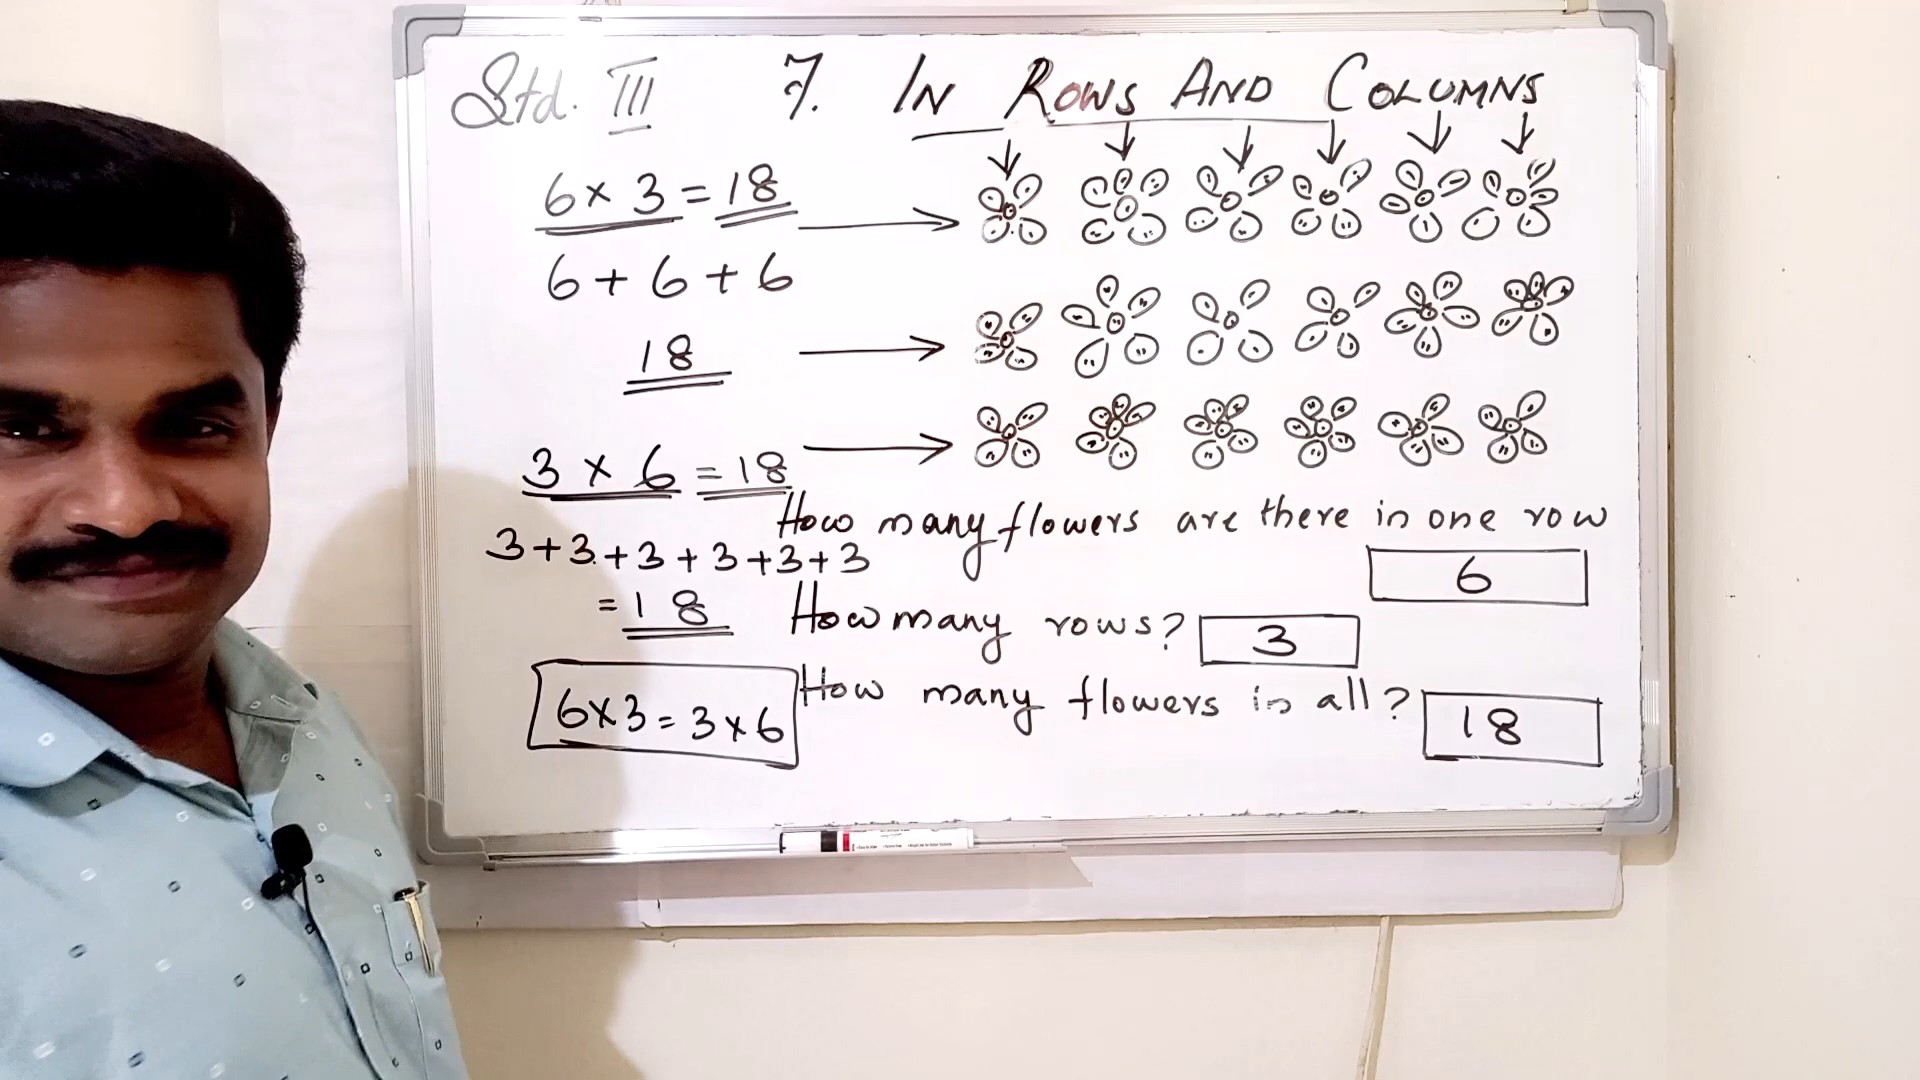 Std. III 7. IN ROWS AND COLUMNS
6 × 3 = 18
6 + 6 + 6
18
3 × 6 = 18
3 + 3 + 3 + 3 + 3 + 3
= 18
6 × 3 = 3 × 6
How many flowers are there in one row
6
How many rows? 3
How many flowers in all? 18